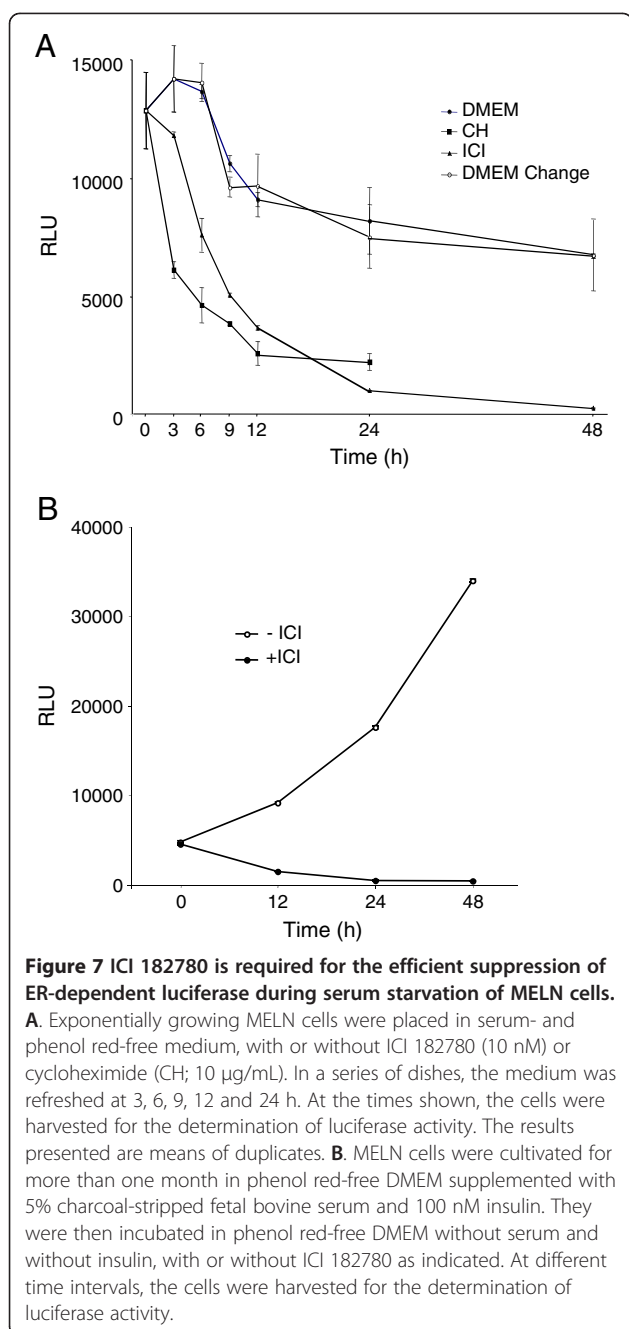 A
15000
10000
5000
0
RLU
DMEM
CH
ICI
DMEM Change
0 3 6 9 12 24 48
Time (h)
B
40000
30000
20000
10000
0
RLU
- ICI
+ICI
0 12 24 48
Time (h)
Figure 7 ICI 182780 is required for the efficient suppression of
ER-dependent luciferase during serum starvation of MELN cells.
A. Exponentially growing MELN cells were placed in serum- and
phenol red-free medium, with or without ICI 182780 (10 nM) or
cycloheximide (CH; 10 μg/mL). In a series of dishes, the medium was
refreshed at 3, 6, 9, 12 and 24 h. At the times shown, the cells were
harvested for the determination of luciferase activity. The results
presented are means of duplicates. B. MELN cells were cultivated for
more than one month in phenol red-free DMEM supplemented with
5% charcoal-stripped fetal bovine serum and 100 nM insulin. They
were then incubated in phenol red-free DMEM without serum and
without insulin, with or without ICI 182780 as indicated. At different
time intervals, the cells were harvested for the determination of
luciferase activity.